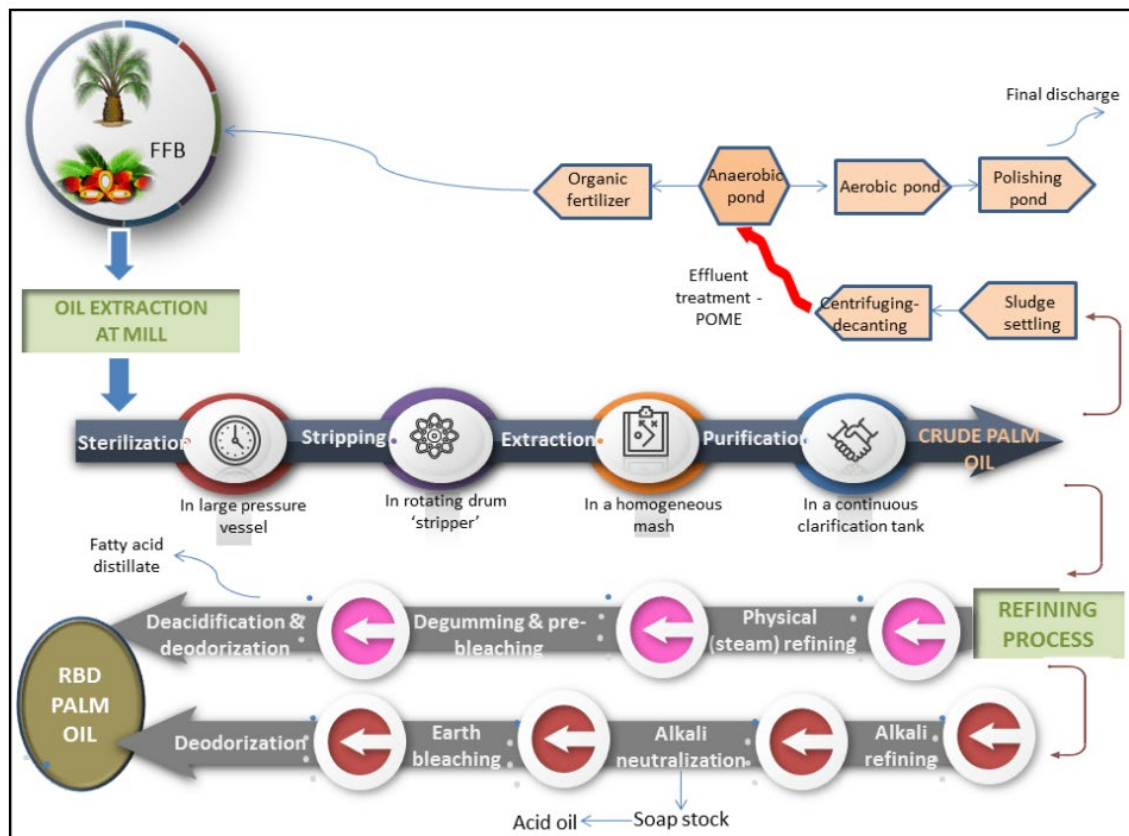 FFB
Final discharge
Organic
fertilizer
Anaerobic
pond
Aerobic pond
Polishing
pond
Effluent
treatment -
POME
Centrifuging-
decanting
Sludge
settling
OIL EXTRACTION
AT MILL
Sterilization
Stripping
Extraction
Purification
CRUDE PALM
OIL
In large pressure
vessel
In rotating drum
‘stripper’
In a homogeneous
mash
In a continuous
clarification tank
Fatty acid
distillate
Deacidification &
deodorization
Degumming & pre-
bleaching
Physical
(steam) refining
REFINING
PROCESS
RBD
PALM
OIL
Deodorization
Earth
bleaching
Alkali
neutralization
Alkali
refining
Acid oil
Soap stock